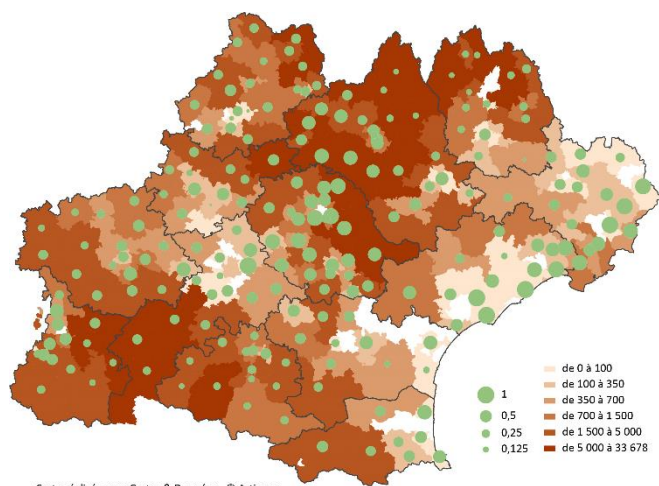 1
0,5
0,25
0,125
de 0 à 100
de 100 à 350
de 350 à 700
de 700 à 1 500
de 1 500 à 5 000
de 5 000 à 33 678